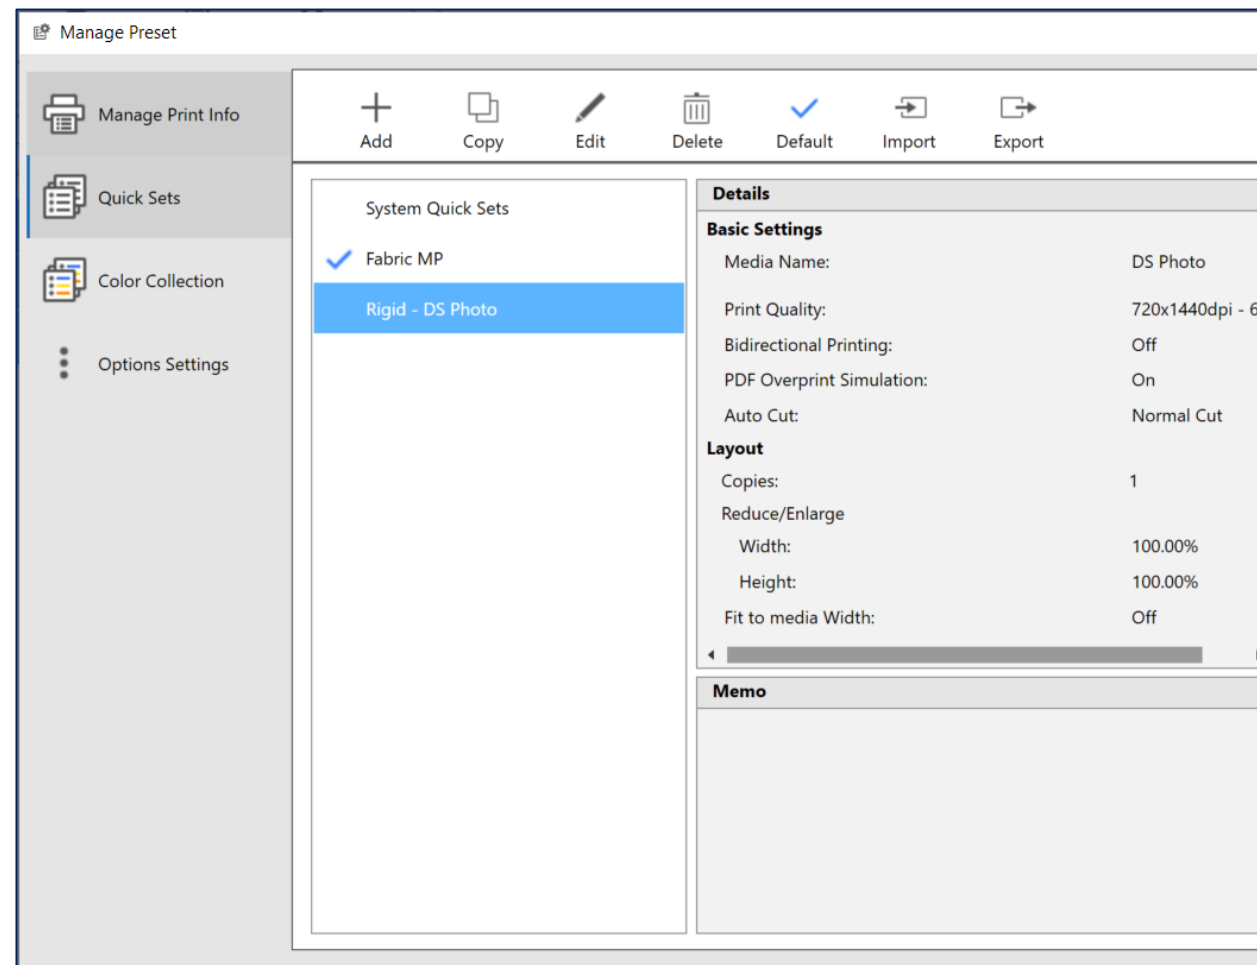 Manage Preset
Manage Print Info
Quick Sets
Color Collection
Options Settings
Add Copy Edit Delete Default Import Export
System Quick Sets
Fabric MP
Rigid - DS Photo
Details
Basic Settings
Media Name: DS Photo
Print Quality: 720x1440dpi - 6
Bidirectional Printing: Off
PDF Overprint Simulation: On
Auto Cut: Normal Cut
Layout
Copies: 1
Reduce/Enlarge
Width: 100.00%
Height: 100.00%
Fit to media Width: Off
Memo